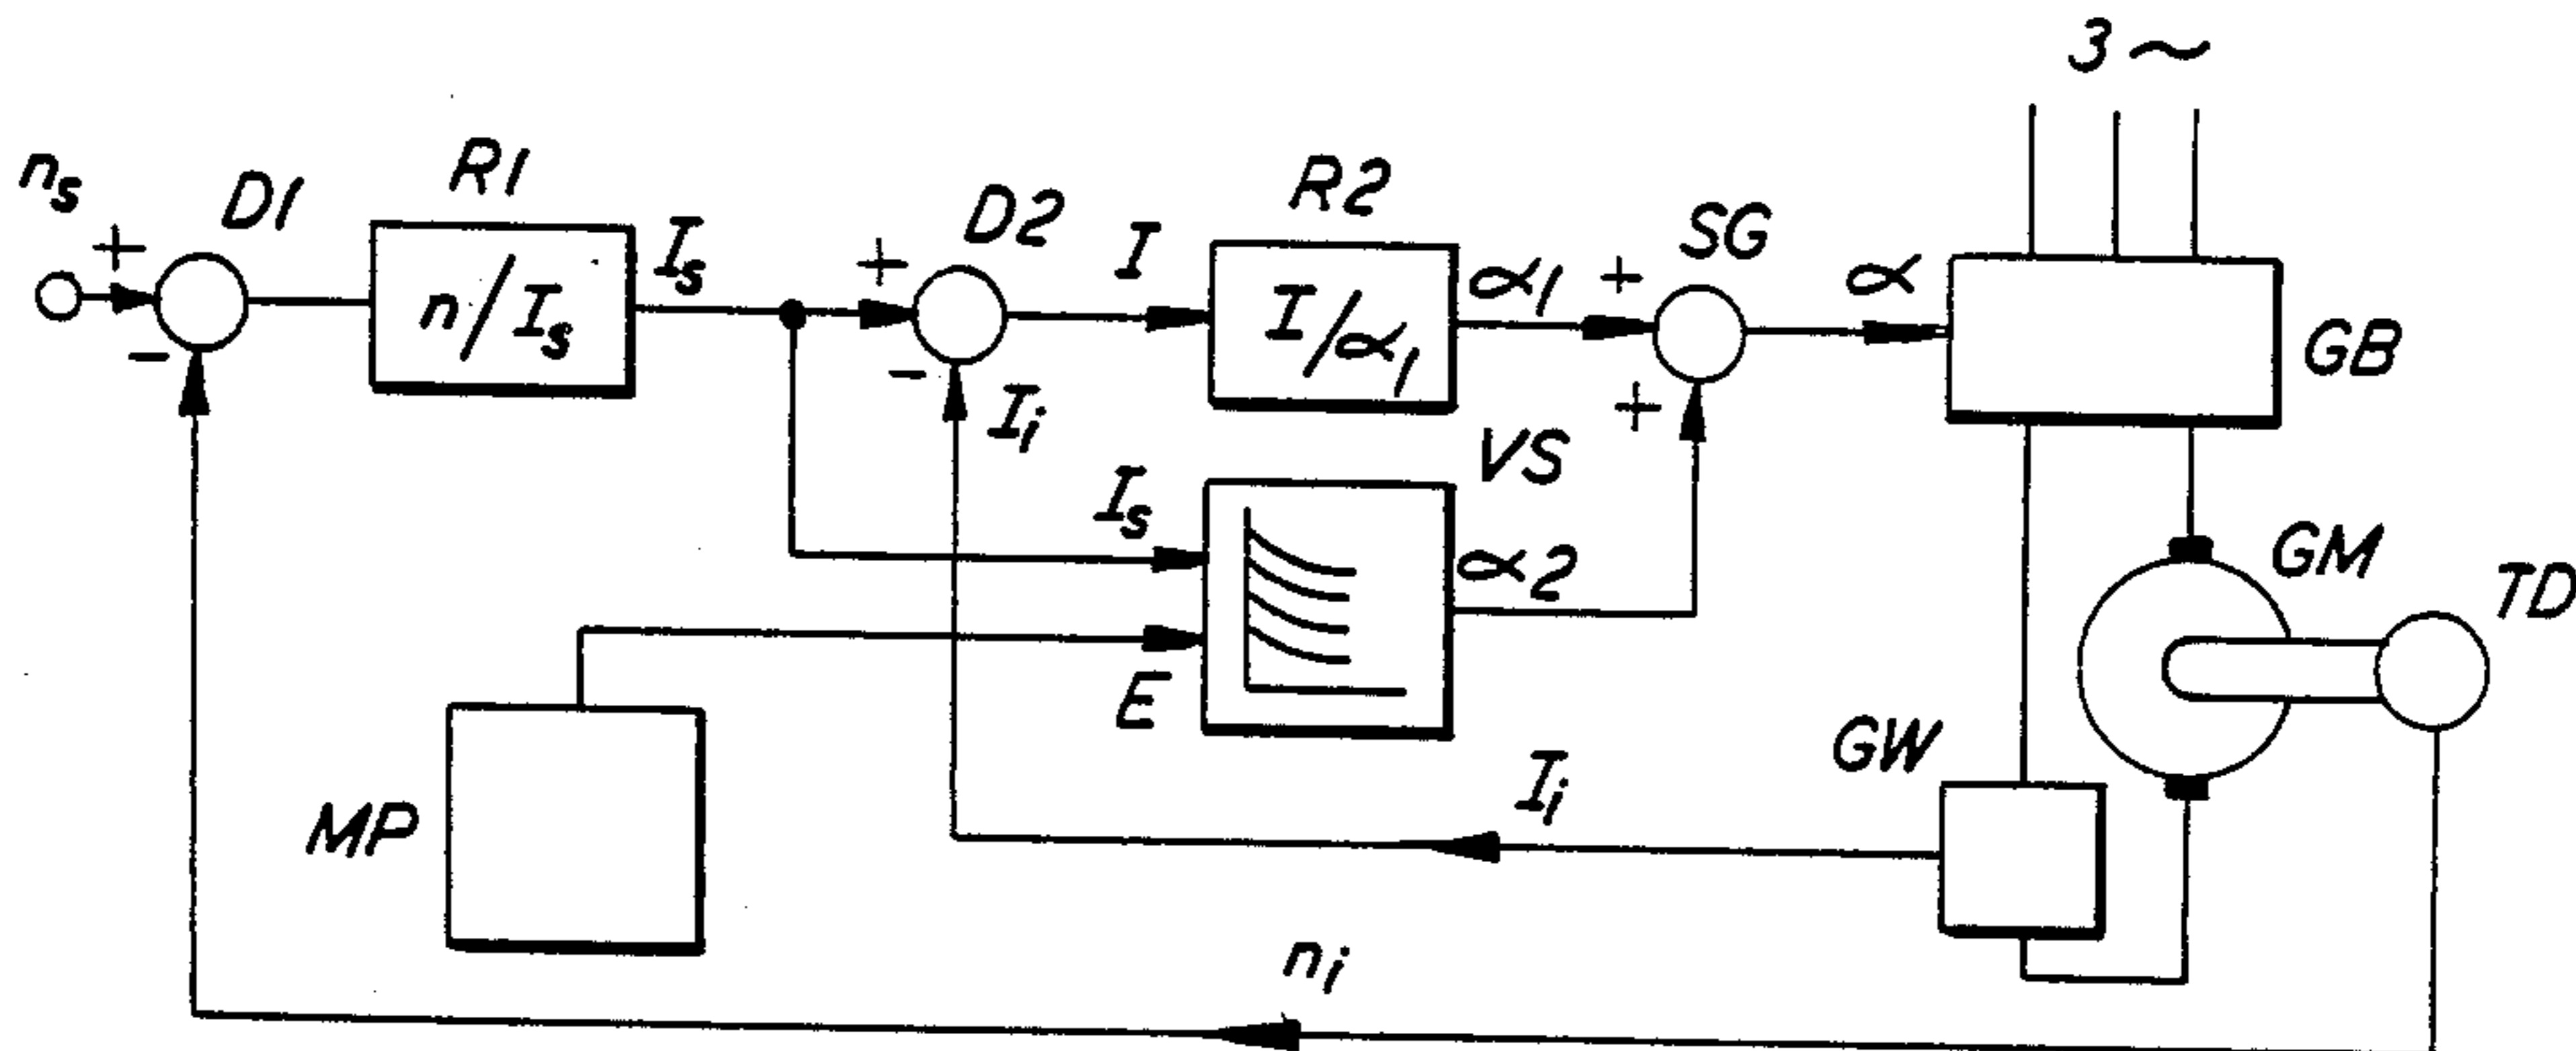 3 ~
n_s
+
D1
-
R1
n/I_s
I_s
+
D2
-
I_i
I
R2
I/α_1
α_1
+
SG
+
α
GB
I_s
E
VS
α2
GM
TD
GW
MP
I_i
n_i